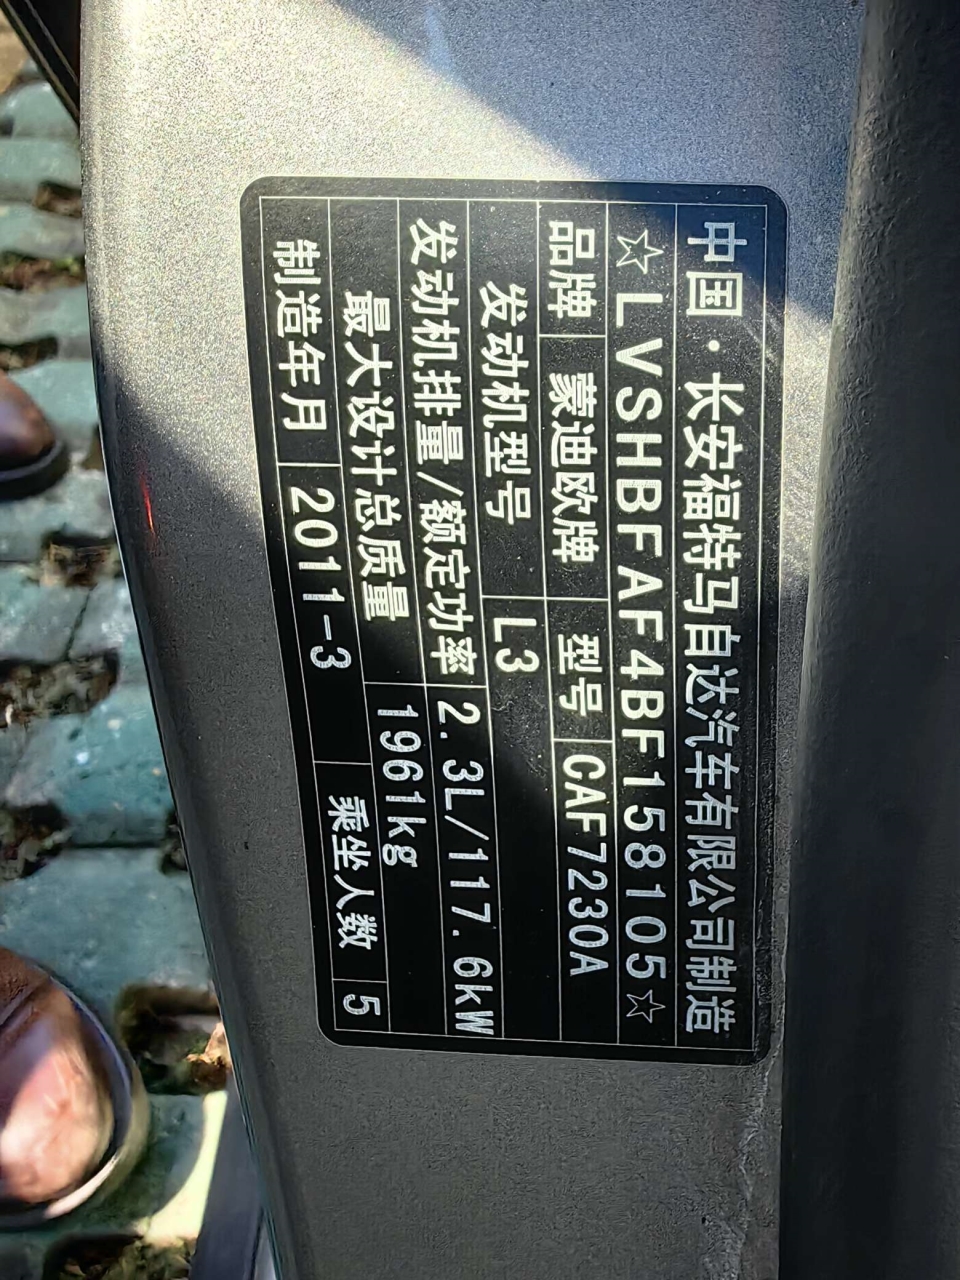 中国·长安福特马自达汽车有限公司制造
☆LVSHBFAF4BF158105☆
品牌 蒙迪欧牌 型号 CAF7230A
发动机型号 L3
发动机排量/额定功率 2.3L/117.6kW
最大设计总质量 1961kg
制造年月 2011-3 乘坐人数 5